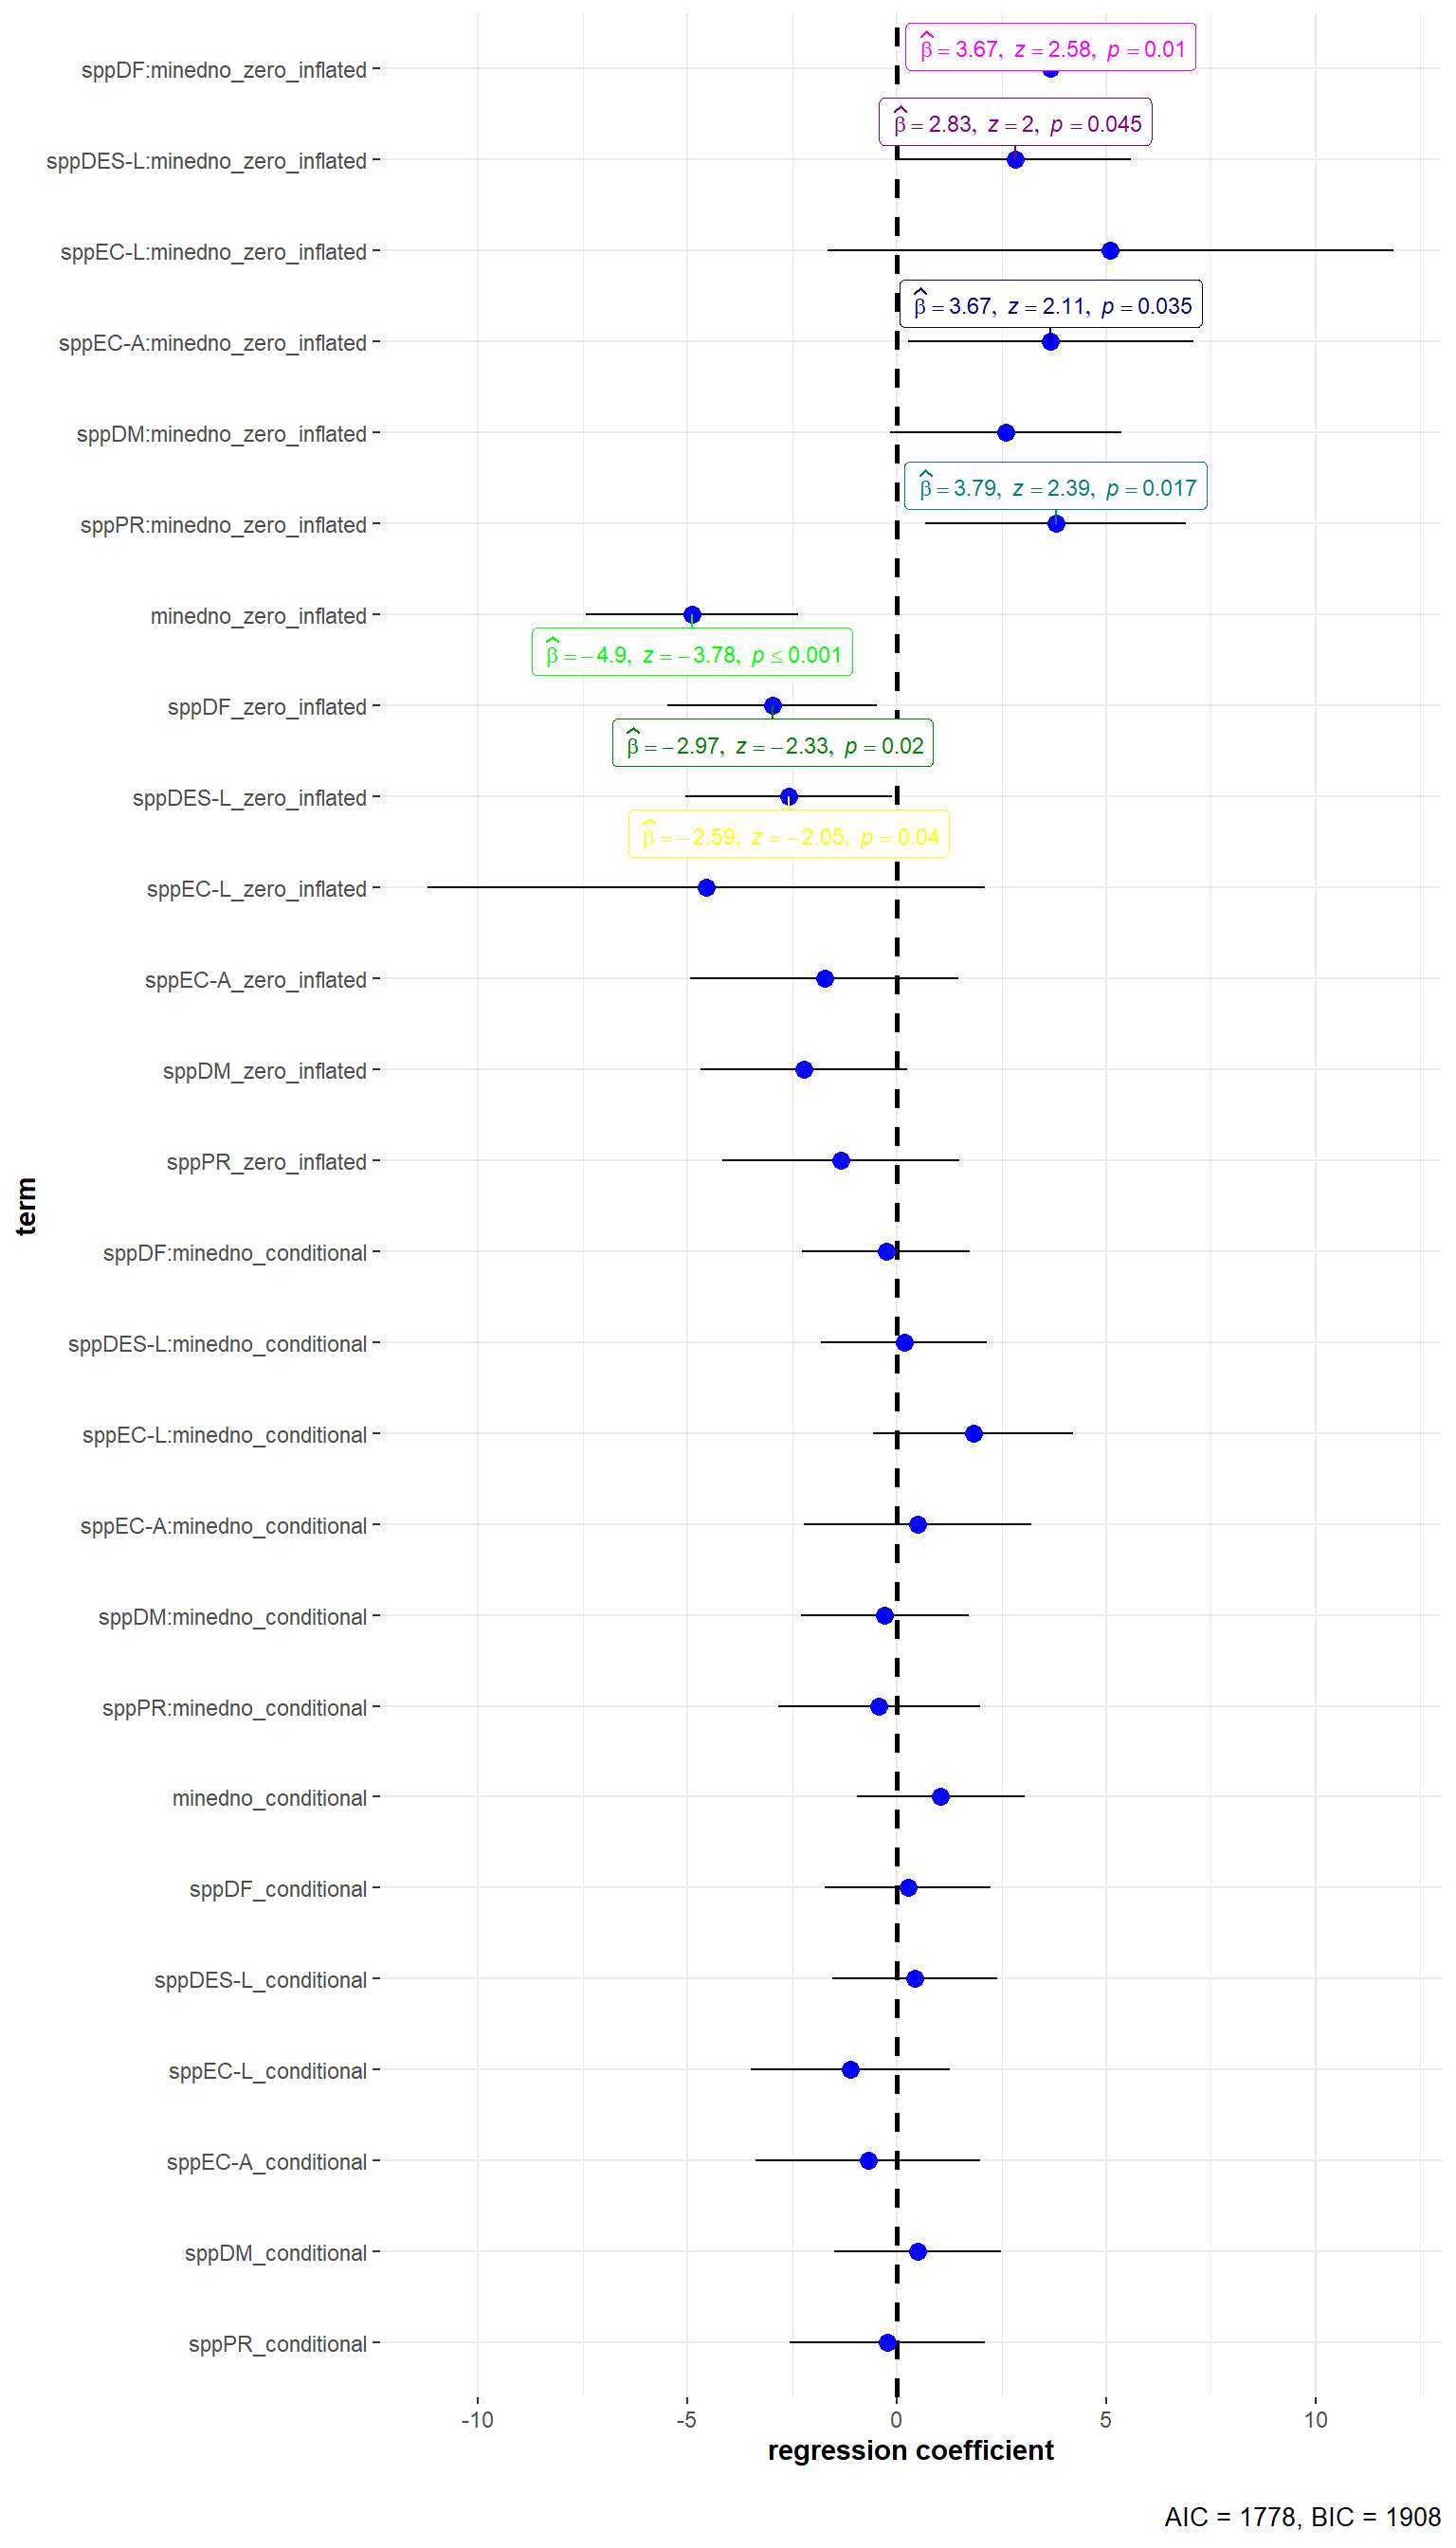 β̂ = 3.67, z = 2.58, p = 0.01
sppDF:minedno_zero_inflated
β̂ = 2.83, z = 2, p = 0.045
sppDES-L:minedno_zero_inflated
sppEC-L:minedno_zero_inflated
β̂ = 3.67, z = 2.11, p = 0.035
sppEC-A:minedno_zero_inflated
sppDM:minedno_zero_inflated
β̂ = 3.79, z = 2.39, p = 0.017
sppPR:minedno_zero_inflated
minedno_zero_inflated
β̂ = −4.9, z = −3.78, p ≤ 0.001
sppDF_zero_inflated
β̂ = −2.97, z = −2.33, p = 0.02
sppDES-L_zero_inflated
β̂ = −2.59, z = −2.05, p = 0.04
sppEC-L_zero_inflated
sppEC-A_zero_inflated
sppDM_zero_inflated
sppPR_zero_inflated
term
sppDF:minedno_conditional
sppDES-L:minedno_conditional
sppEC-L:minedno_conditional
sppEC-A:minedno_conditional
sppDM:minedno_conditional
sppPR:minedno_conditional
minedno_conditional
sppDF_conditional
sppDES-L_conditional
sppEC-L_conditional
sppEC-A_conditional
sppDM_conditional
sppPR_conditional
-10 -5 0 5 10
regression coefficient
AIC = 1778, BIC = 1908